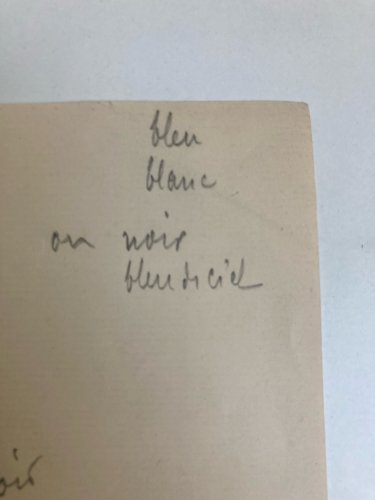 bleu
blanc
ou noir
bleu de ciel